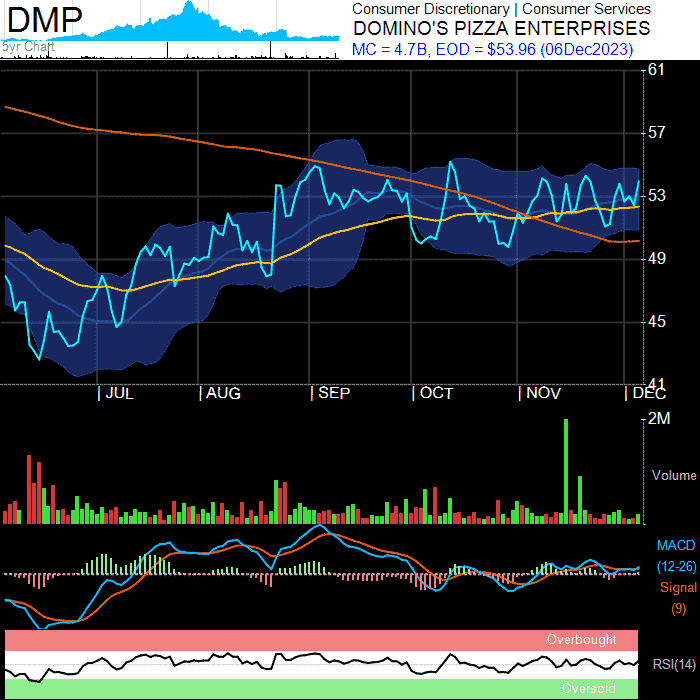 DMP
5yr Chart
Consumer Discretionary | Consumer Services
DOMINO'S PIZZA ENTERPRISES
MC = 4.7B, EOD = $53.96 (06Dec2023)
61
57
53
49
45
41
| JUL
| AUG
| SEP
| OCT
| NOV
| DEC
2M
Volume
MACD
(12-26)
Signal
(9)
Overbought
RSI(14)
Oversold